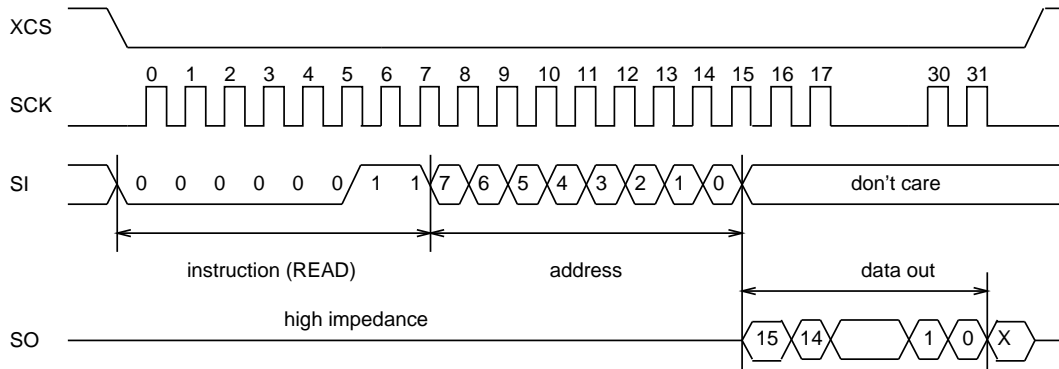 XCS
0 1 2 3 4 5 6 7 8 9 10 11 12 13 14 15 16 17 30 31
SCK
SI 0 0 0 0 0 0 1 1 7 6 5 4 3 2 1 0 don't care
instruction (READ) address data out
high impedance
SO 15 14 1 0 X